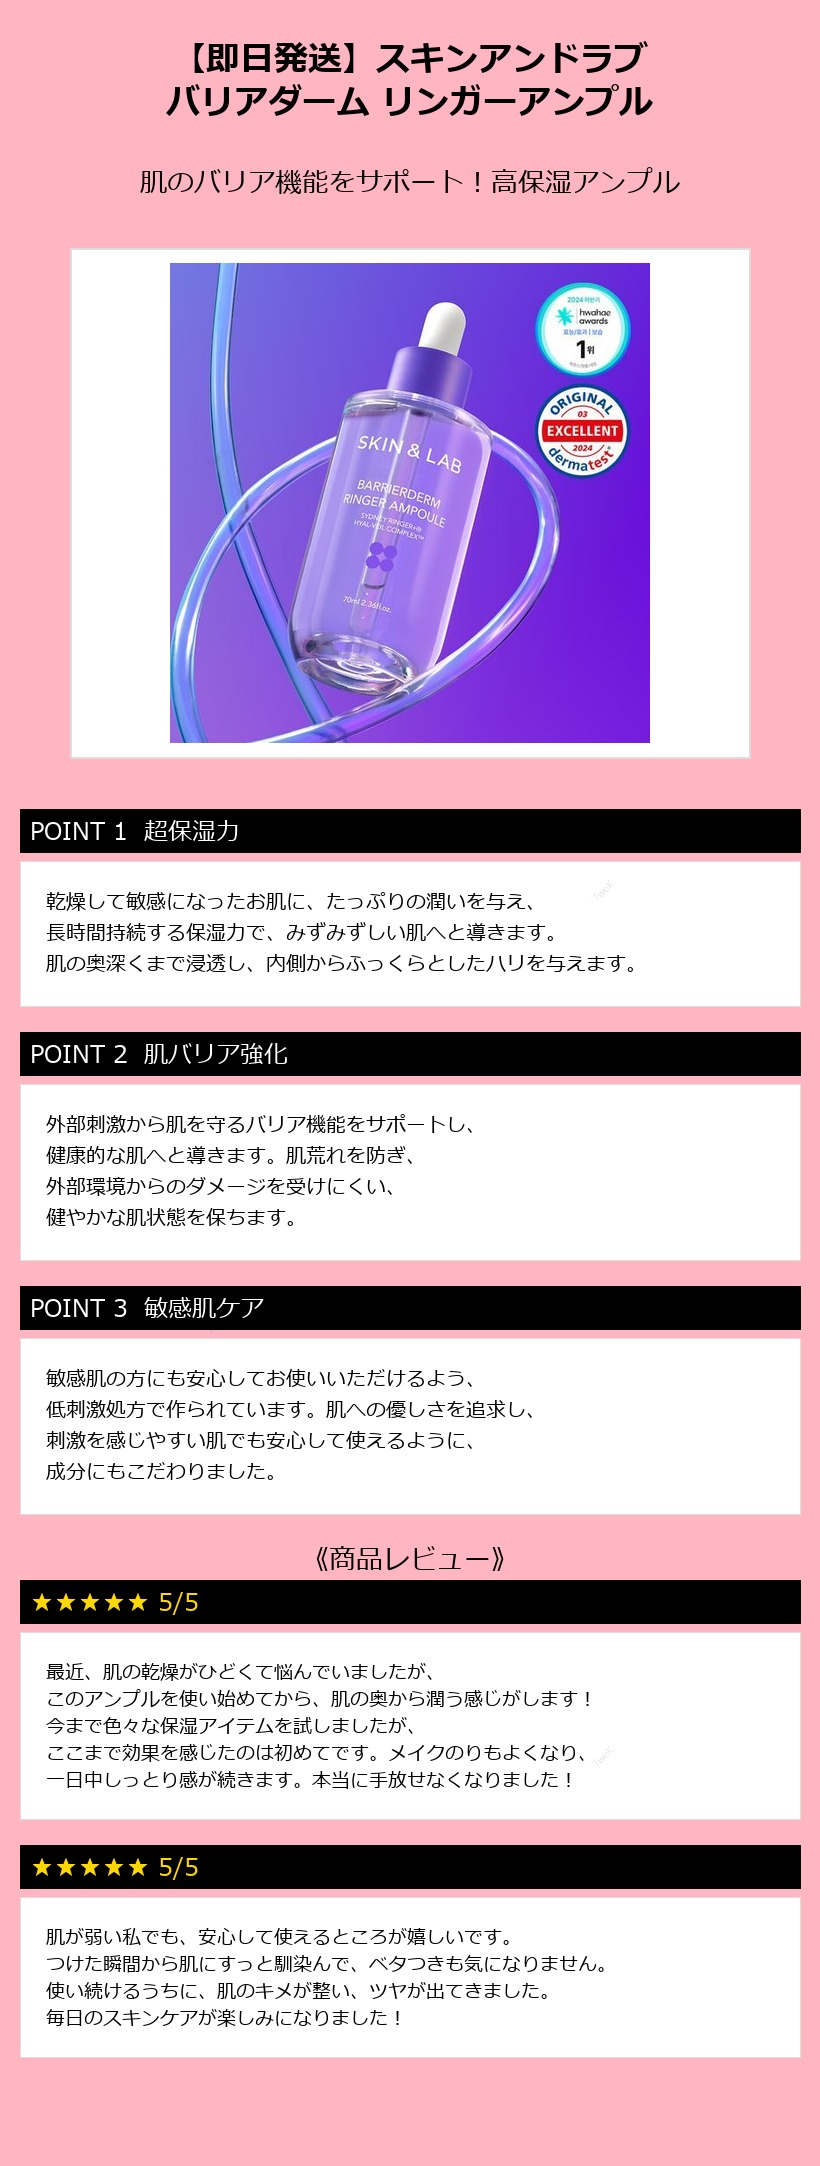 【即日発送】スキンアンドラブ
バリアダーム リンガーアンプル
肌のバリア機能をサポート！高保湿アンプル
2024 하반기
hwahae
awards
효능/효과 | 보습
1위
ORIGINAL
03
EXCELLENT
2024
dermatest®
SKIN & LAB
BARRIERDERM
RINGER AMPOULE
SYDNEY RINGER+®
HYAL-VEIL COMPLEX™
70ml 2.36fl.oz.
POINT 1 超保湿力
乾燥して敏感になったお肌に、たっぷりの潤いを与え、
長時間持続する保湿力で、みずみずしい肌へと導きます。
肌の奥深くまで浸透し、内側からふっくらとしたハリを与えます。
POINT 2 肌バリア強化
外部刺激から肌を守るバリア機能をサポートし、
健康的な肌へと導きます。肌荒れを防ぎ、
外部環境からのダメージを受けにくい、
健やかな肌状態を保ちます。
POINT 3 敏感肌ケア
敏感肌の方にも安心してお使いいただけるよう、
低刺激処方で作られています。肌への優しさを追求し、
刺激を感じやすい肌でも安心して使えるように、
成分にもこだわりました。
《商品レビュー》
★★★★★ 5/5
最近、肌の乾燥がひどくて悩んでいましたが、
このアンプルを使い始めてから、肌の奥から潤う感じがします！
今まで色々な保湿アイテムを試しましたが、
ここまで効果を感じたのは初めてです。メイクのりもよくなり、
一日中しっとり感が続きます。本当に手放せなくなりました！
★★★★★ 5/5
肌が弱い私でも、安心して使えるところが嬉しいです。
つけた瞬間から肌にすっと馴染んで、ベタつきも気になりません。
使い続けるうちに、肌のキメが整い、ツヤが出てきました。
毎日のスキンケアが楽しみになりました！